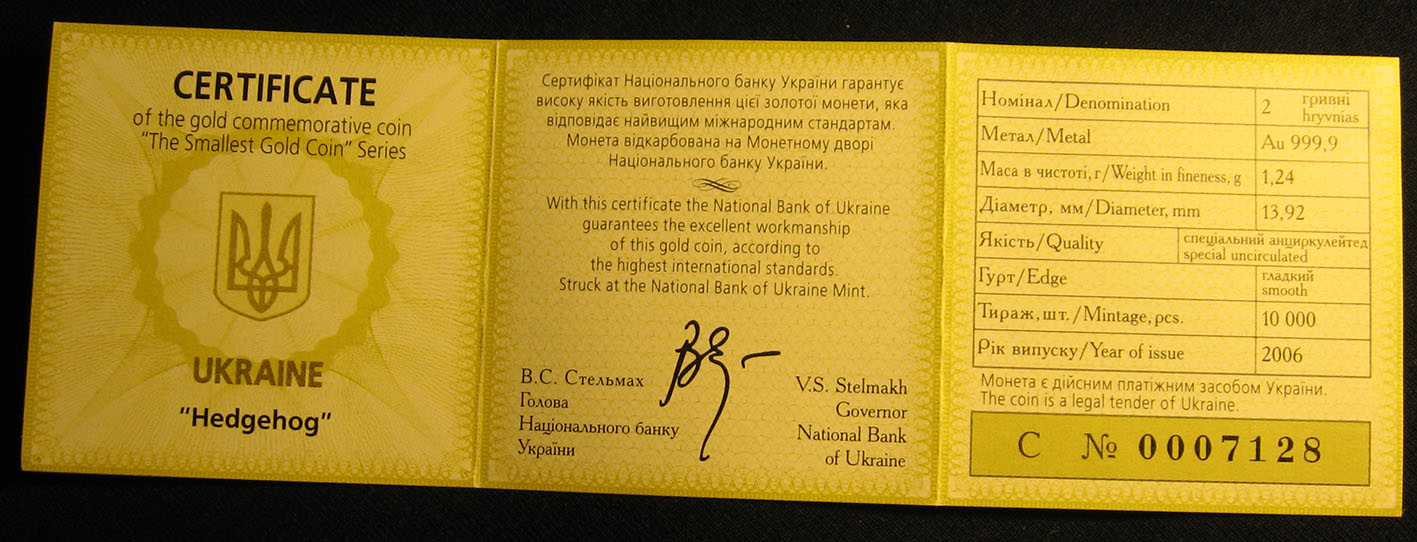 CERTIFICATE
of the gold commemorative coin
"The Smallest Gold Coin" Series
UKRAINE
"Hedgehog"
Сертифікат Національного банку України гарантує
високу якість виготовлення цієї золотої монети, яка
відповідає найвищим міжнародним стандартам.
Монета відкарбована на Монетному дворі
Національного банку України.
With this certificate the National Bank of Ukraine
guarantees the excellent workmanship
of this gold coin, according to
the highest international standards.
Struck at the National Bank of Ukraine Mint.
В.С. Стельмах
Голова
Національного банку
України
V.S. Stelmakh
Governor
National Bank
of Ukraine
Номінал/Denomination 2 гривні hryvnias
Метал/Metal Au 999,9
Маса в чистоті, г/Weight in fineness, g 1,24
Діаметр, мм/Diameter, mm 13,92
Якість/Quality спеціальний анциркулейтед special uncirculated
Гурт/Edge гладкий smooth
Тираж, шт./Mintage, pcs. 10 000
Рік випуску/Year of issue 2006
Монета є дійсним платіжним засобом України.
The coin is a legal tender of Ukraine.
С № 0007128